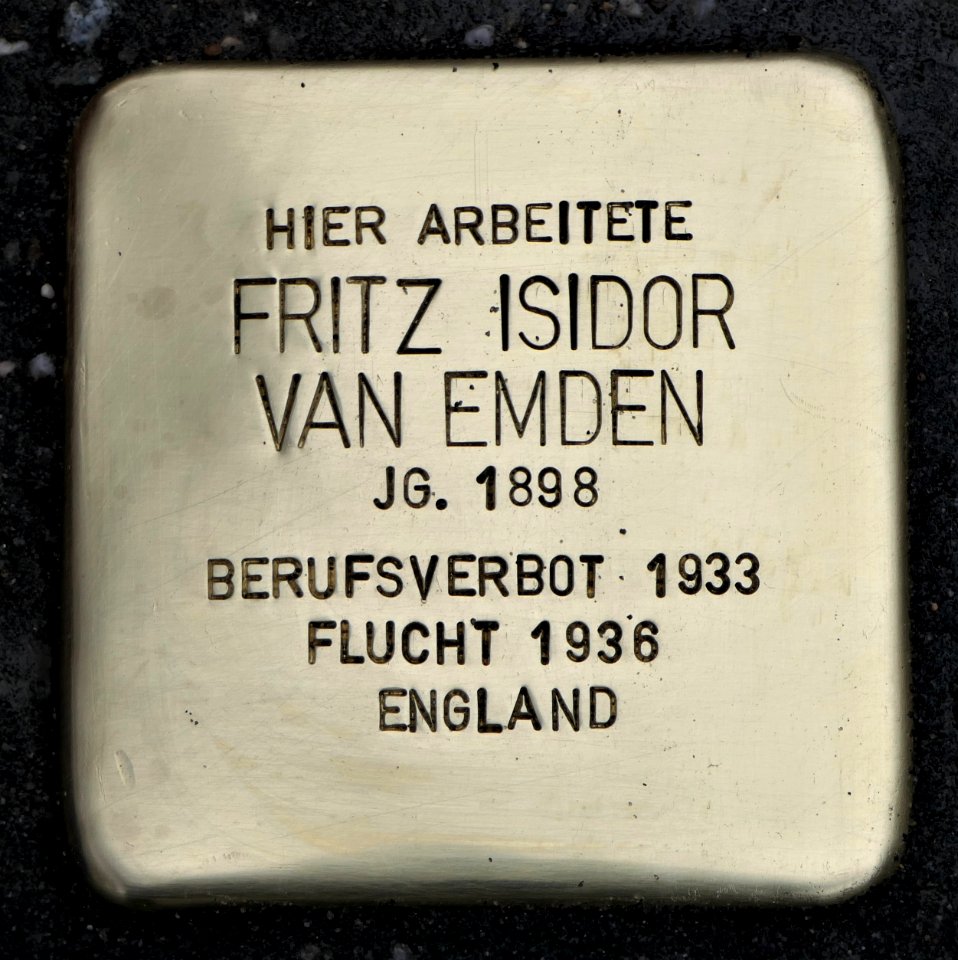 HIER ARBEITETE
FRITZ ISIDOR
VAN EMDEN
JG. 1898
BERUFSVERBOT 1933
FLUCHT 1936
ENGLAND